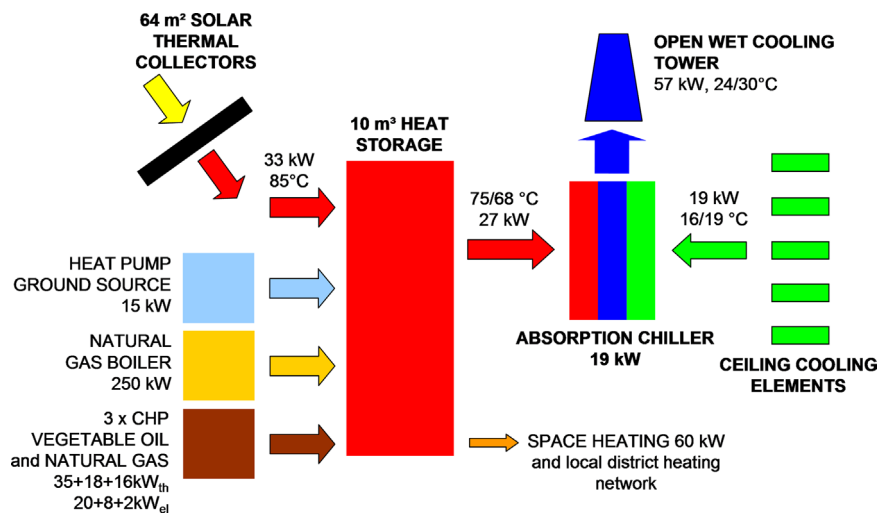 64 m² SOLAR
THERMAL
COLLECTORS
33 kW
85°C
10 m³ HEAT
STORAGE
OPEN WET COOLING
TOWER
57 kW, 24/30°C
75/68 °C
27 kW
19 kW
16/19 °C
HEAT PUMP
GROUND SOURCE
15 kW
NATURAL
GAS BOILER
250 kW
3 x CHP
VEGETABLE OIL
and NATURAL GAS
35+18+16kWth
20+8+2kWel
ABSORPTION CHILLER
19 kW
CEILING COOLING
ELEMENTS
SPACE HEATING 60 kW
and local district heating
network